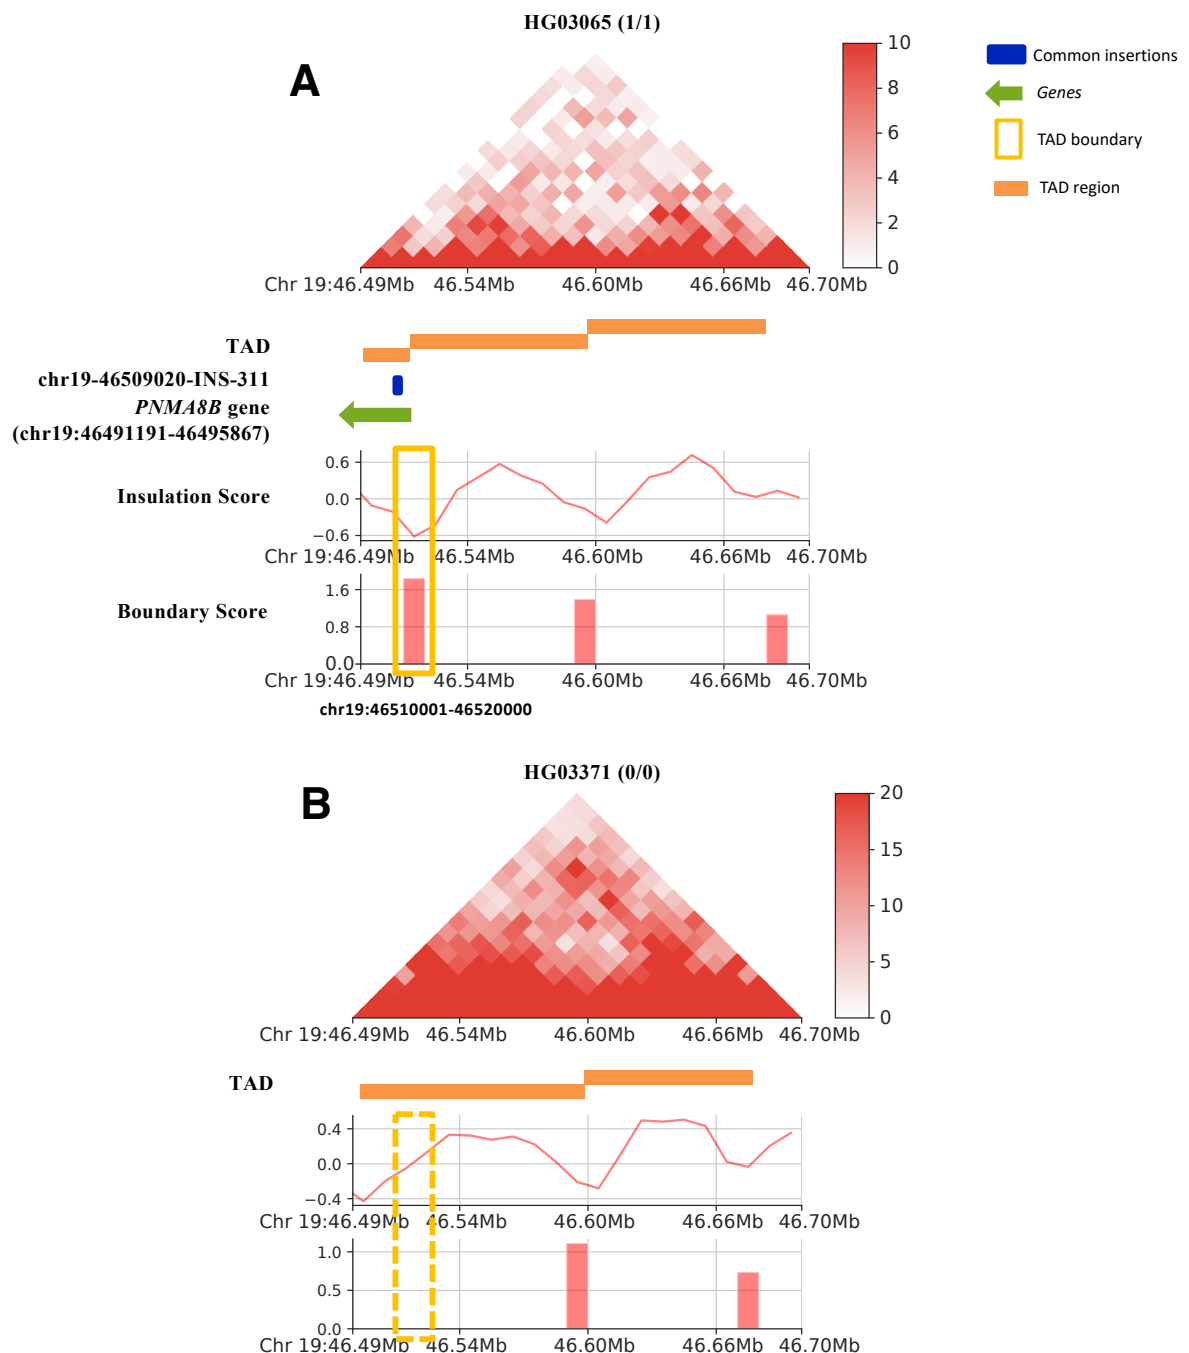 HG03065 (1/1)
A
10
8
6
4
2
0
Common insertions
Genes
TAD boundary
TAD region
Chr 19:46.49Mb 46.54Mb 46.60Mb 46.66Mb 46.70Mb
TAD
chr19-46509020-INS-311
PNMA8B gene
(chr19:46491191-46495867)
Insulation Score
0.6
0.0
−0.6
Chr 19:46.49Mb 46.54Mb 46.60Mb 46.66Mb 46.70Mb
Boundary Score
1.6
0.8
0.0
Chr 19:46.49Mb 46.54Mb 46.60Mb 46.66Mb 46.70Mb
chr19:46510001-46520000
HG03371 (0/0)
B
20
15
10
5
0
Chr 19:46.49Mb 46.54Mb 46.60Mb 46.66Mb 46.70Mb
TAD
0.4
0.0
−0.4
Chr 19:46.49Mb 46.54Mb 46.60Mb 46.66Mb 46.70Mb
1.0
0.5
0.0
Chr 19:46.49Mb 46.54Mb 46.60Mb 46.66Mb 46.70Mb